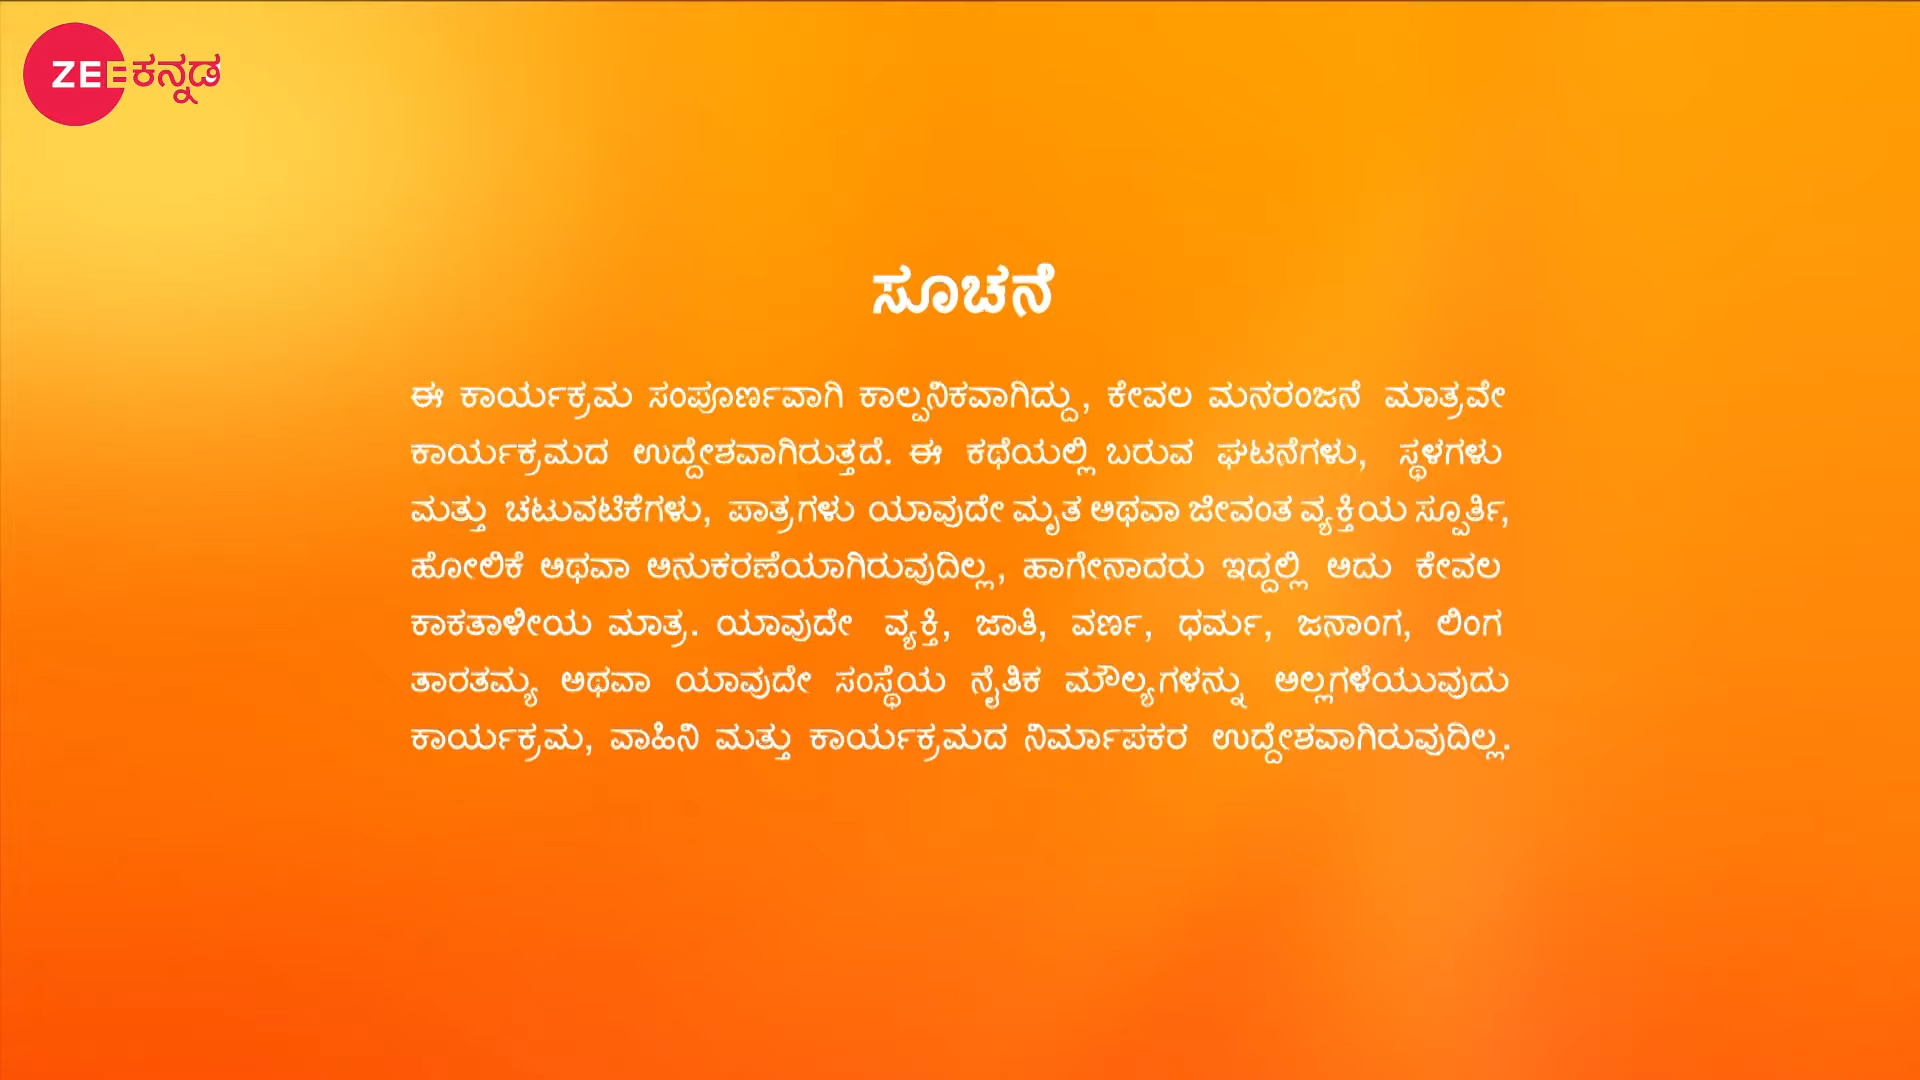 ZEEಕನ್ನಡ
ಸೂಚನೆ
ಈ ಕಾರ್ಯಕ್ರಮ ಸಂಪೂರ್ಣವಾಗಿ ಕಾಲ್ಪನಿಕವಾಗಿದ್ದು, ಕೇವಲ ಮನರಂಜನೆ ಮಾತ್ರವೇ
ಕಾರ್ಯಕ್ರಮದ ಉದ್ದೇಶವಾಗಿರುತ್ತದೆ. ಈ ಕಥೆಯಲ್ಲಿ ಬರುವ ಘಟನೆಗಳು, ಸ್ಥಳಗಳು
ಮತ್ತು ಚಟುವಟಿಕೆಗಳು, ಪಾತ್ರಗಳು ಯಾವುದೇ ಮೃತ ಅಥವಾ ಜೀವಂತ ವ್ಯಕ್ತಿಯ ಸ್ಪೂರ್ತಿ,
ಹೋಲಿಕೆ ಅಥವಾ ಅನುಕರಣೆಯಾಗಿರುವುದಿಲ್ಲ, ಹಾಗೇನಾದರು ಇದ್ದಲ್ಲಿ ಅದು ಕೇವಲ
ಕಾಕತಾಳೀಯ ಮಾತ್ರ. ಯಾವುದೇ ವ್ಯಕ್ತಿ, ಜಾತಿ, ವರ್ಣ, ಧರ್ಮ, ಜನಾಂಗ, ಲಿಂಗ
ತಾರತಮ್ಯ ಅಥವಾ ಯಾವುದೇ ಸಂಸ್ಥೆಯ ನೈತಿಕ ಮೌಲ್ಯಗಳನ್ನು ಅಲ್ಲಗಳೆಯುವುದು
ಕಾರ್ಯಕ್ರಮ, ವಾಹಿನಿ ಮತ್ತು ಕಾರ್ಯಕ್ರಮದ ನಿರ್ಮಾಪಕರ ಉದ್ದೇಶವಾಗಿರುವುದಿಲ್ಲ.